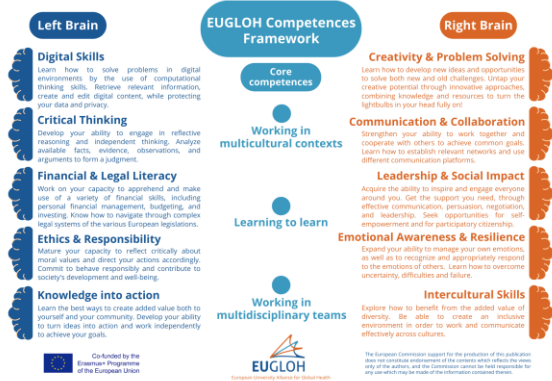 Left Brain
EUGLOH Competences
Framework
Right Brain
Core
competences
Digital Skills
Learn how to solve problems in digital
environments by the use of computational
thinking skills. Retrieve relevant information,
create and edit digital content, while protecting
your data and privacy.
Critical Thinking
Develop your ability to engage in reflective
reasoning and independent thinking. Analyze
available facts, evidence, observations, and
arguments to form a judgment.
Financial & Legal Literacy
Work on your capacity to apprehend and make
use of a variety of financial skills, including
personal financial management, budgeting, and
investing. Know how to navigate through complex
legal systems of the various European legislations.
Ethics & Responsibility
Mature your capacity to reflect critically about
moral values and direct your actions accordingly.
Commit to behave responsibly and contribute to
society's development and well-being.
Knowledge into action
Learn the best ways to create added value both to
yourself and your community. Develop your ability
to turn ideas into action and work independently
to achieve your goals.
Working in
multicultural contexts
Learning to learn
Working in
multidisciplinary teams
Creativity & Problem Solving
Learn how to develop new ideas and opportunities
to solve both new and old challenges. Untap your
creative potential through innovative approaches,
combining knowledge and resources to turn the
lightbulbs in your head fully on!
Communication & Collaboration
Strengthen your ability to work together and
cooperate with others to achieve common goals.
Learn how to establish relevant networks and use
different communication platforms.
Leadership & Social Impact
Acquire the ability to inspire and engage everyone
around you. Get the support you need, through
effective communication, persuasion, negotiation,
and leadership. Seek opportunities for self-
empowerment and for participatory citizenship.
Emotional Awareness & Resilience
Expand your ability to manage your own emotions,
as well as to recognize and appropriately respond
to the emotions of others. Learn how to overcome
uncertainty, difficulties and failure.
Intercultural Skills
Explore how to benefit from the added value of
diversity. Be able to create an inclusive
environment in order to work and communicate
effectively across cultures.
Co-funded by the
Erasmus+ Programme
of the European Union
EUGLOH
European University Alliance for Global Health
The European Commission support for the production of this publication
does not constitute endorsement of the contents which reflects the views
only of the authors, and the Commission cannot be held responsible for
any use which may be made of the information contained therein.